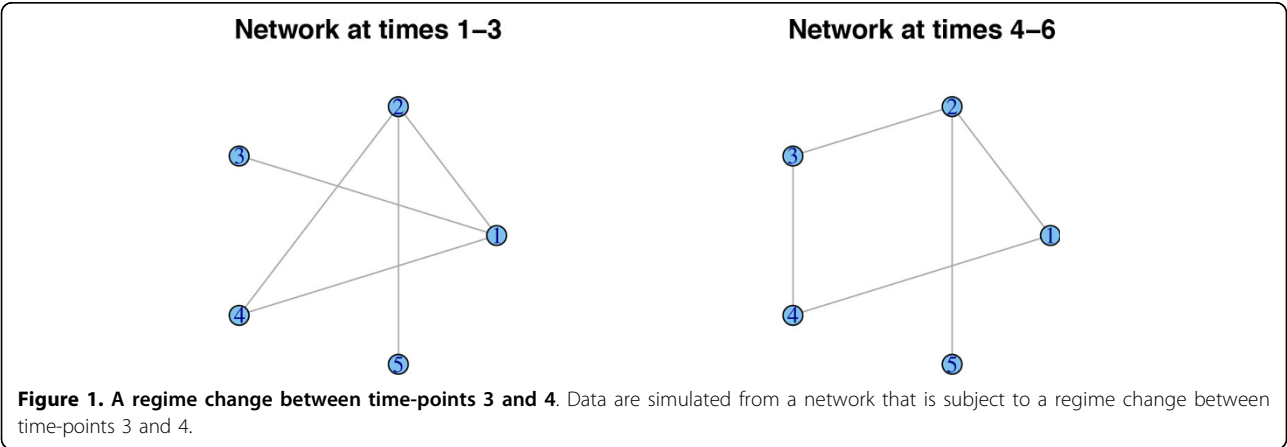 Network at times 1–3
Network at times 4–6
2
3
1
4
5
2
3
1
4
5
Figure 1. A regime change between time-points 3 and 4. Data are simulated from a network that is subject to a regime change between
time-points 3 and 4.